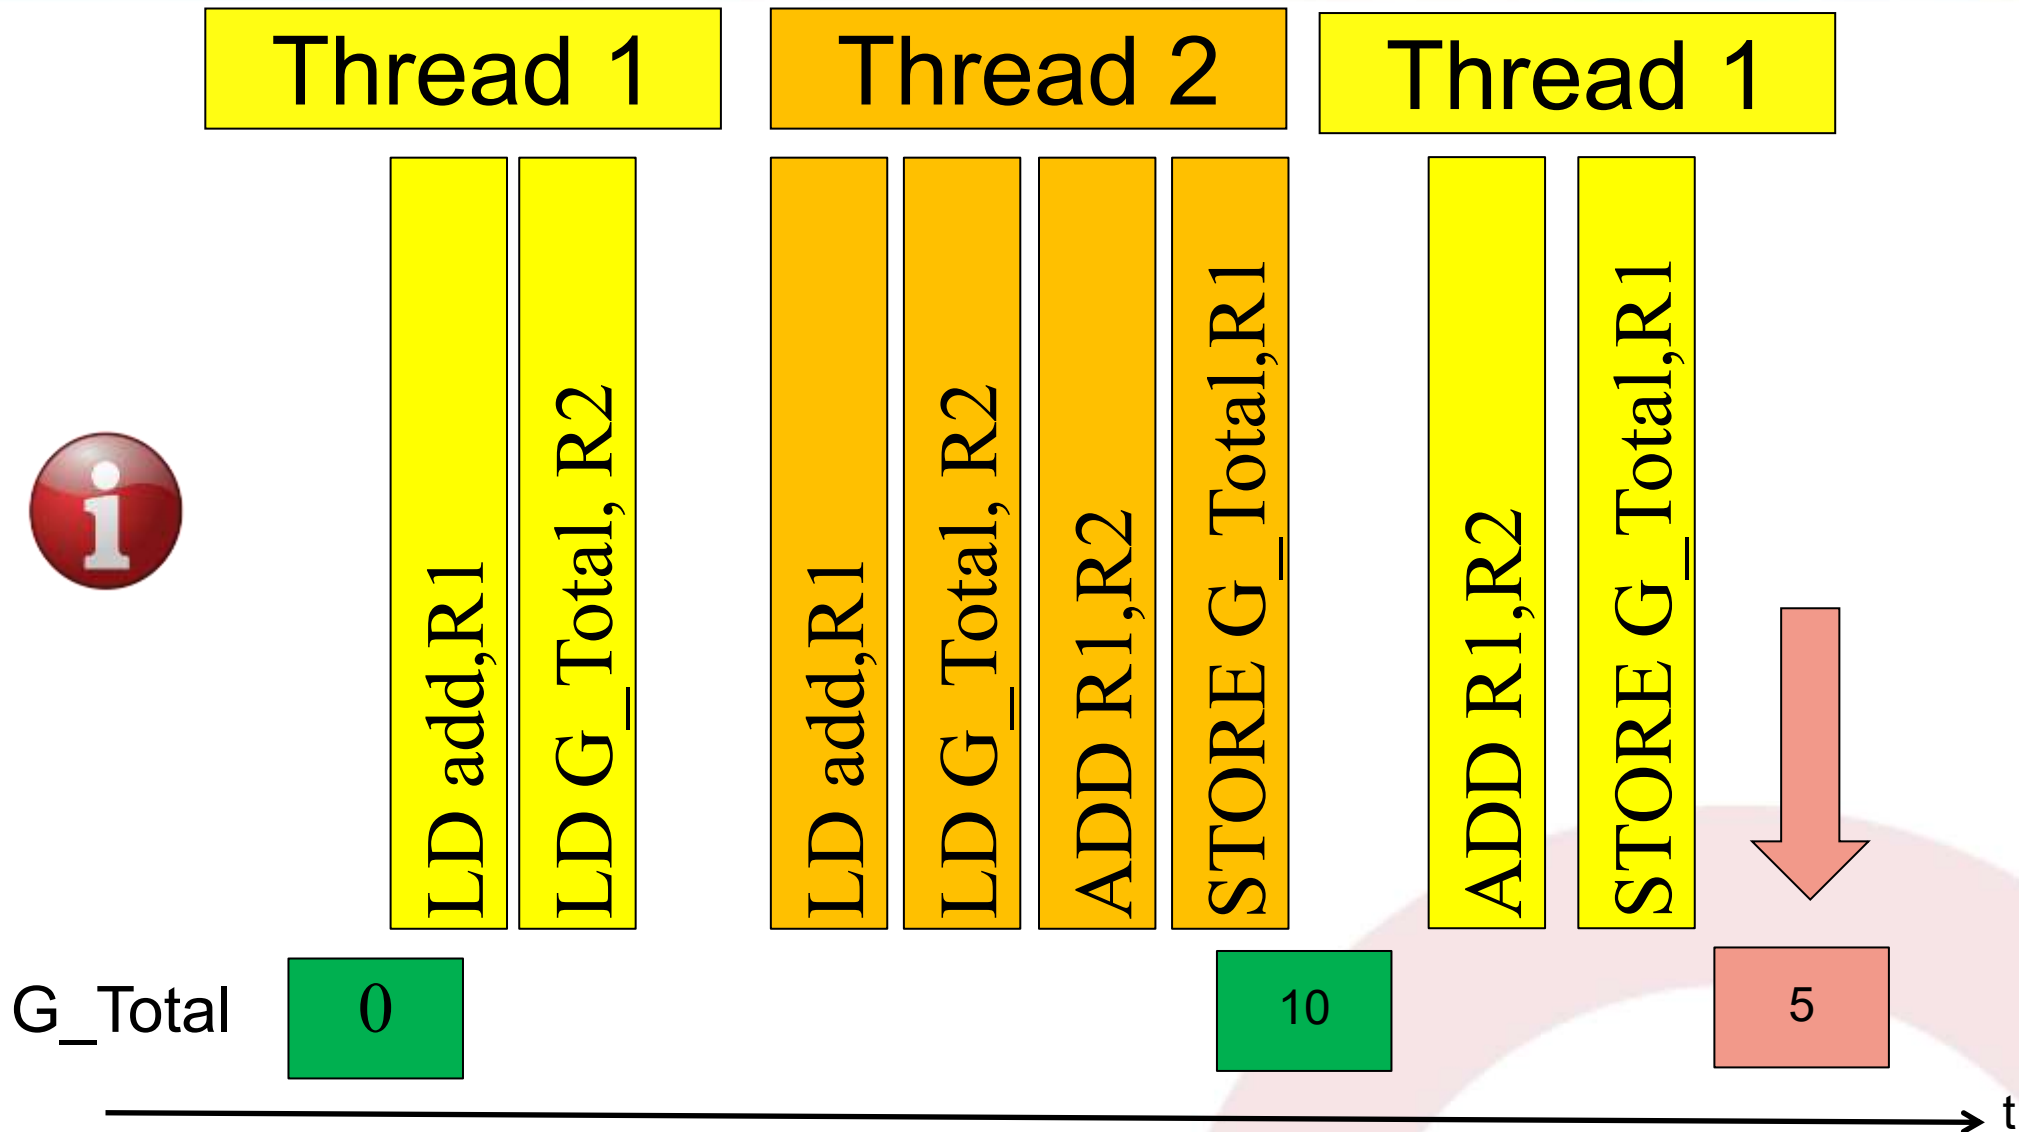 Thread 1
Thread 2
Thread 1
LD add,R1
LD G_Total, R2
LD add,R1
LD G_Total, R2
ADD R1,R2
STORE G_Total,R1
ADD R1,R2
STORE G_Total,R1
G_Total
0
10
5
t